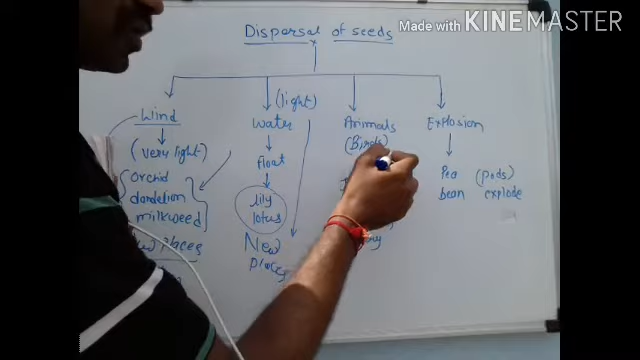 Made with KINEMASTER
Dispersal of seeds
(light)
Wind
Water
Animals
Explosion
(Birds)
(very light)
float
Pea (pods)
bean explode
orchid
dandelion
milkweed
lily
lotus
places
New
places